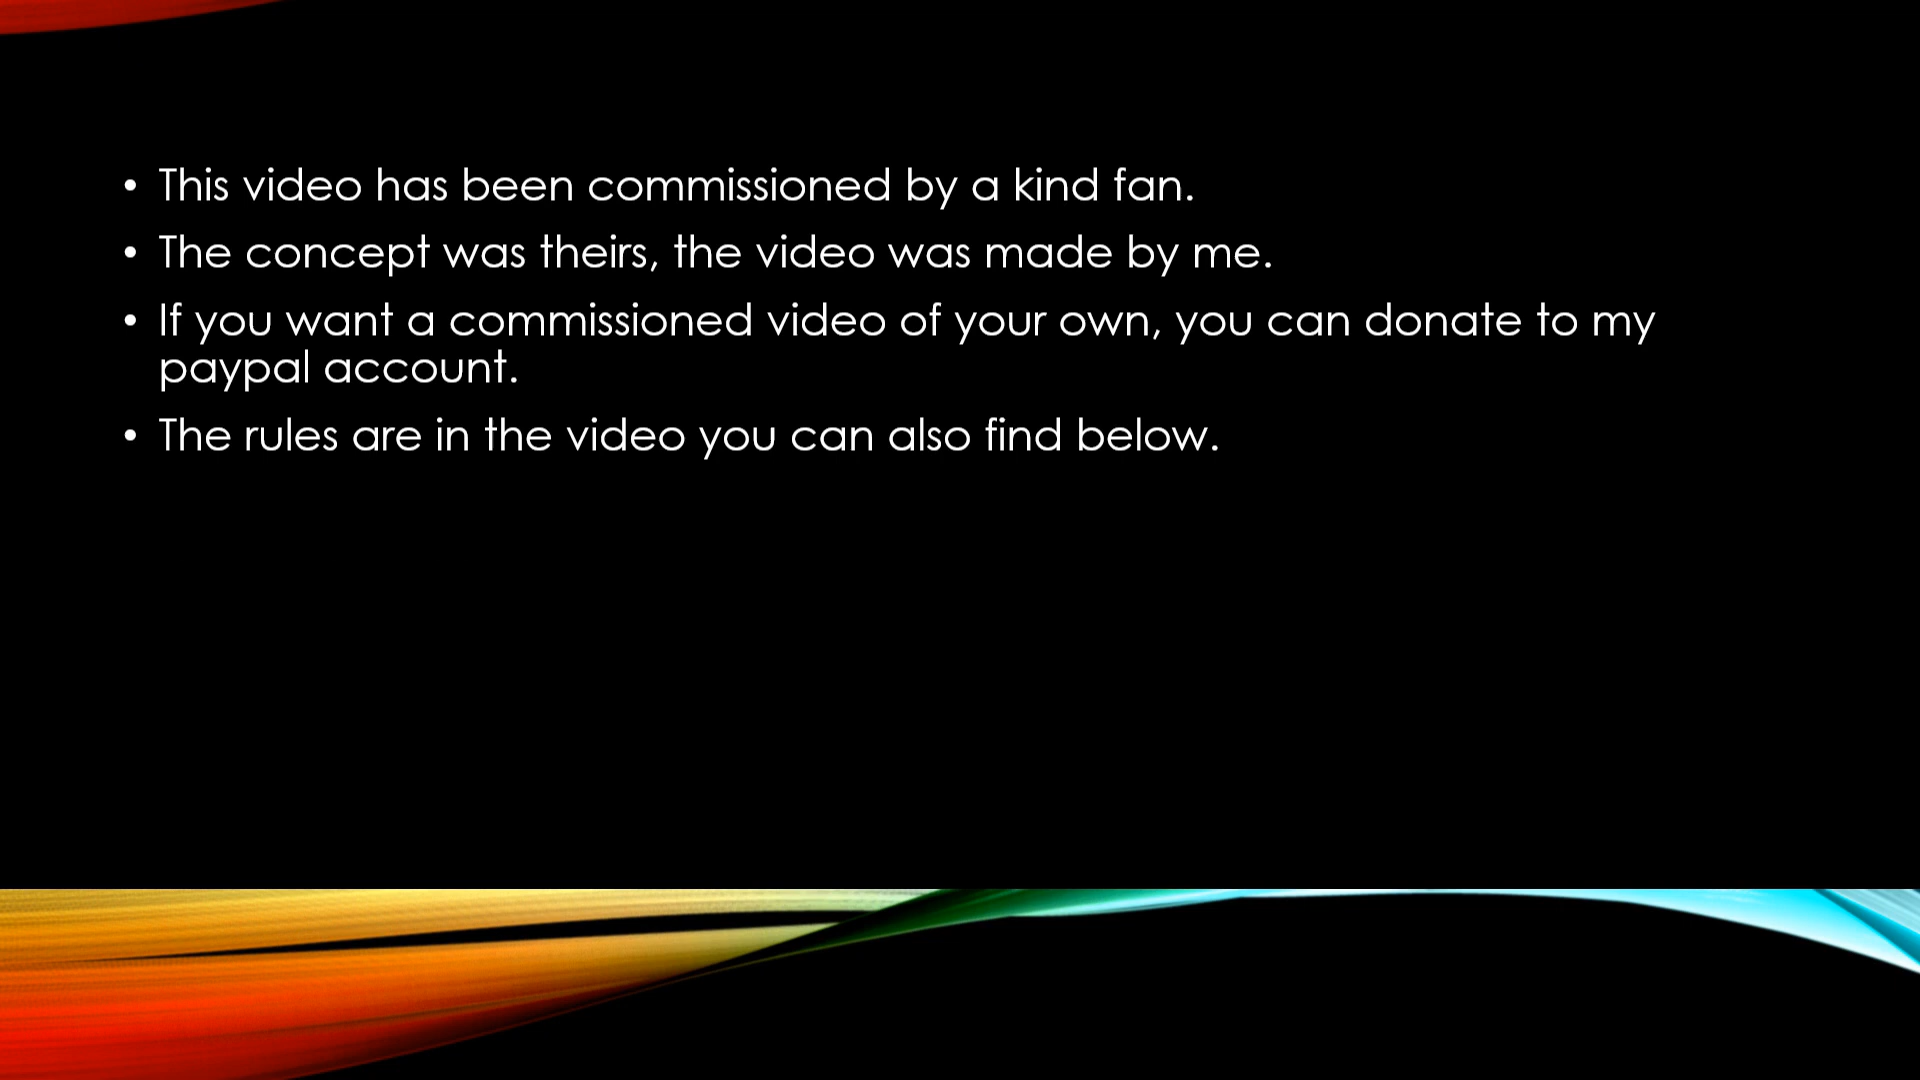 • This video has been commissioned by a kind fan.
• The concept was theirs, the video was made by me.
• If you want a commissioned video of your own, you can donate to my
paypal account.
• The rules are in the video you can also find below.